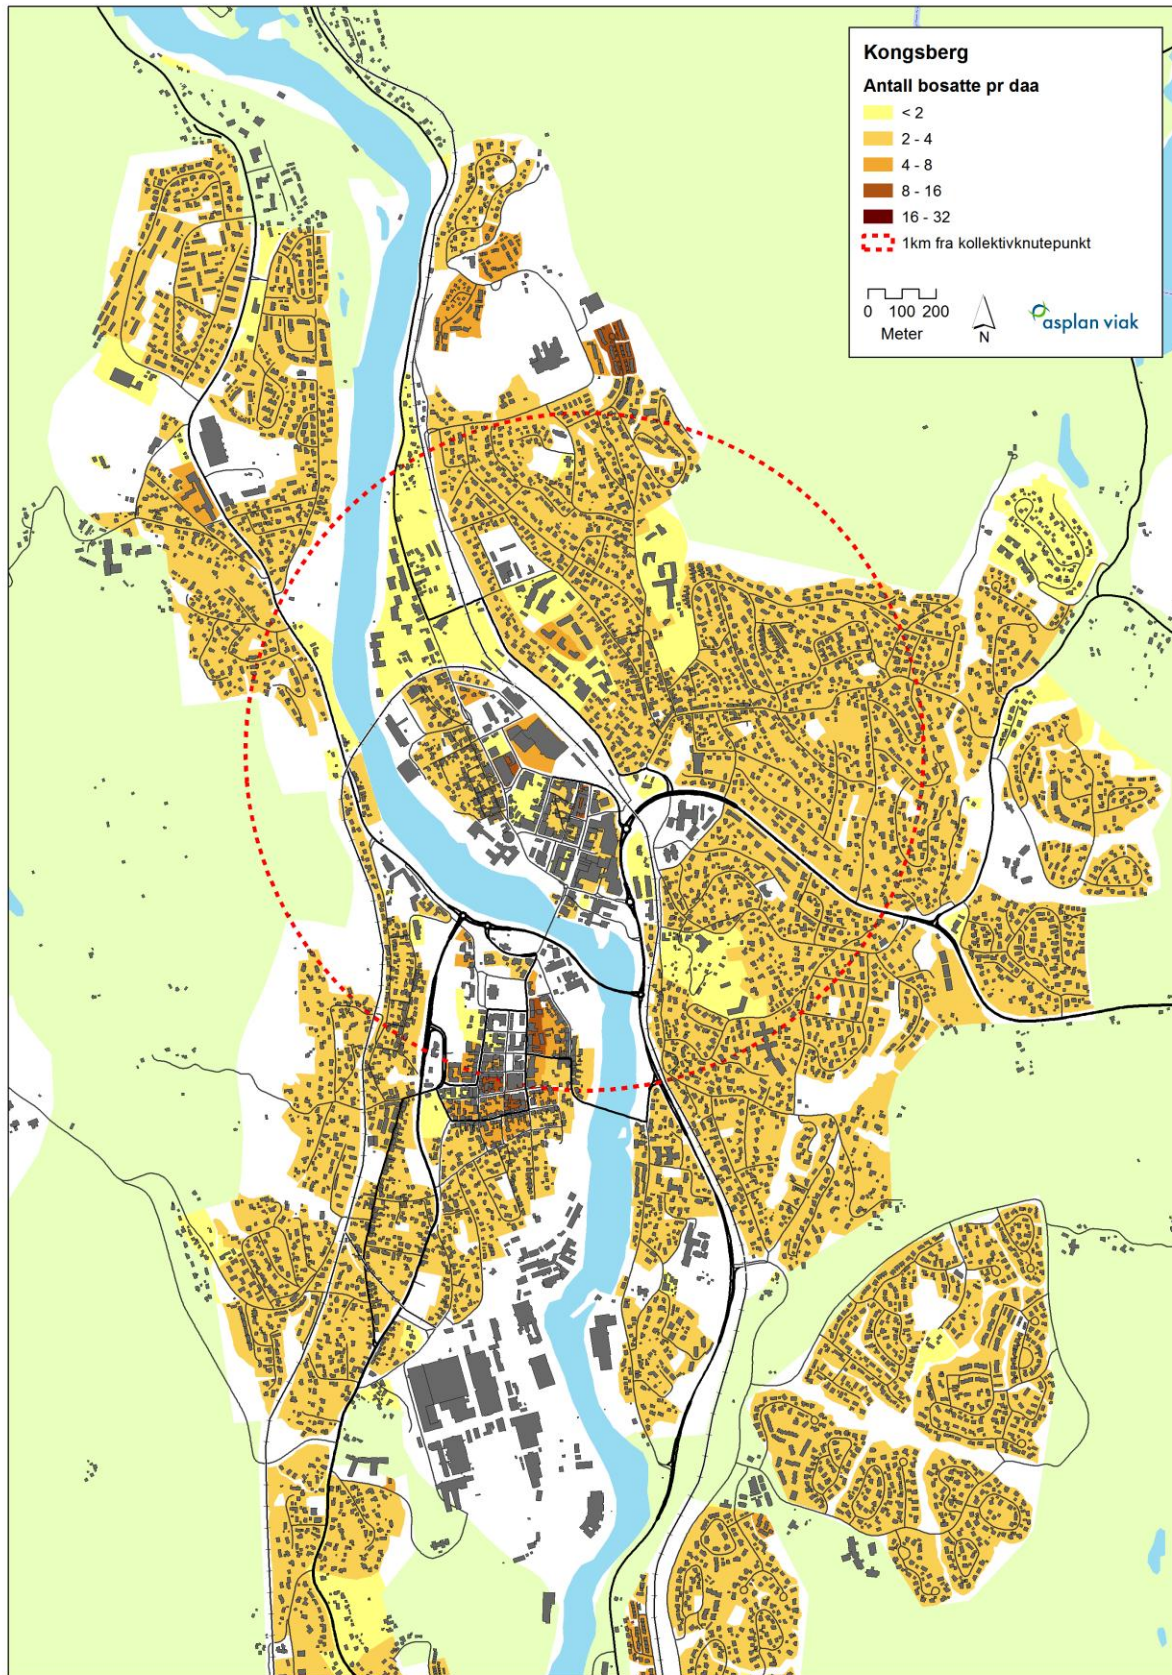 Kongsberg
Antall bosatte pr daa
< 2
2 - 4
4 - 8
8 - 16
16 - 32
1km fra kollektivknutepunkt
0 100 200
Meter
N
asplan viak